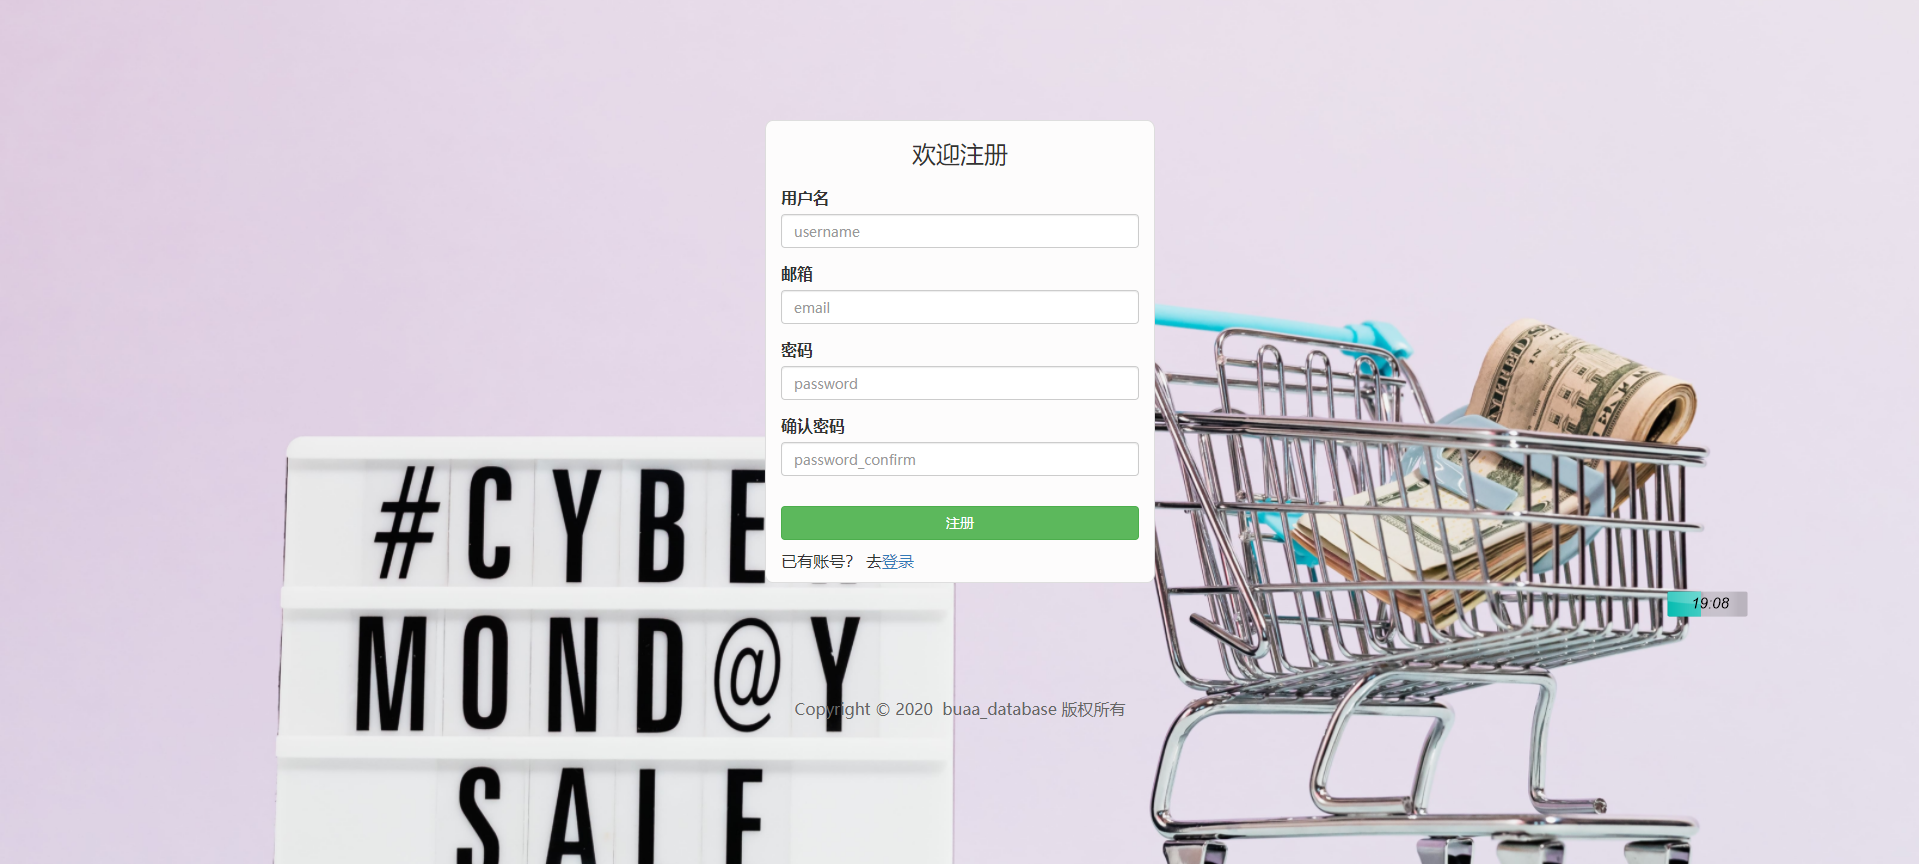 欢迎注册
用户名
username
邮箱
email
密码
password
确认密码
password_confirm
注册
已有账号? 去登录
#CYBE
MOND@Y
SALE
19:08
Copyright © 2020 buaa_database 版权所有